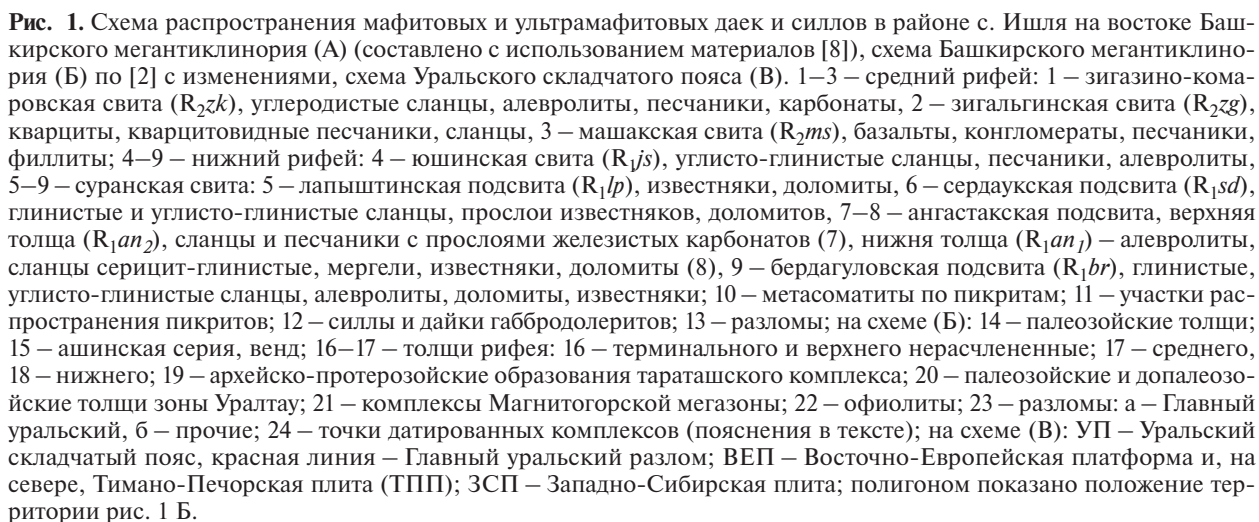 Рис. 1. Схема распространения мафитовых и ультрамафитовых даек и силлов в районе с. Ишля на востоке Баш-
кирского мегантиклинория (А) (составлено с использованием материалов [8]), схема Башкирского мегантиклино-
рия (Б) по [2] с изменениями, схема Уральского складчатого пояса (В). 1–3 – средний рифей: 1 – зигазино-кома-
ровская свита (R₂zk), углеродистые сланцы, алевролиты, песчаники, карбонаты, 2 – зигальгинская свита (R₂zg),
кварциты, кварцитовидные песчаники, сланцы, 3 – машакская свита (R₂ms), базальты, конгломераты, песчаники,
филлиты; 4–9 – нижний рифей: 4 – юшинская свита (R₁js), углисто-глинистые сланцы, песчаники, алевролиты,
5–9 – суранская свита: 5 – лапыштинская подсвита (R₁lp), известняки, доломиты, 6 – сердаукская подсвита (R₁sd),
глинистые и углисто-глинистые сланцы, прослои известняков, доломитов, 7–8 – ангастакская подсвита, верхняя
толща (R₁an₂), сланцы и песчаники с прослоями железистых карбонатов (7), нижня толща (R₁an₁) – алевролиты,
сланцы серицит-глинистые, мергели, известняки, доломиты (8), 9 – бердагуловская подсвита (R₁br), глинистые,
углисто-глинистые сланцы, алевролиты, доломиты, известняки; 10 – метасоматиты по пикритам; 11 – участки рас-
пространения пикритов; 12 – силлы и дайки габбродолеритов; 13 – разломы; на схеме (Б): 14 – палеозойские толщи;
15 – ашинская серия, венд; 16–17 – толщи рифея: 16 – терминального и верхнего нерасчлененные; 17 – среднего,
18 – нижнего; 19 – архейско-протерозойские образования тараташского комплекса; 20 – палеозойские и допалеозо-
йские толщи зоны Уралтау; 21 – комплексы Магнитогорской мегазоны; 22 – офиолиты; 23 – разломы: а – Главный
уральский, б – прочие; 24 – точки датированных комплексов (пояснения в тексте); на схеме (В): УП – Уральский
складчатый пояс, красная линия – Главный уральский разлом; ВЕП – Восточно-Европейская платформа и, на
севере, Тимано-Печорская плита (ТПП); ЗСП – Западно-Сибирская плита; полигоном показано положение тер-
ритории рис. 1 Б.